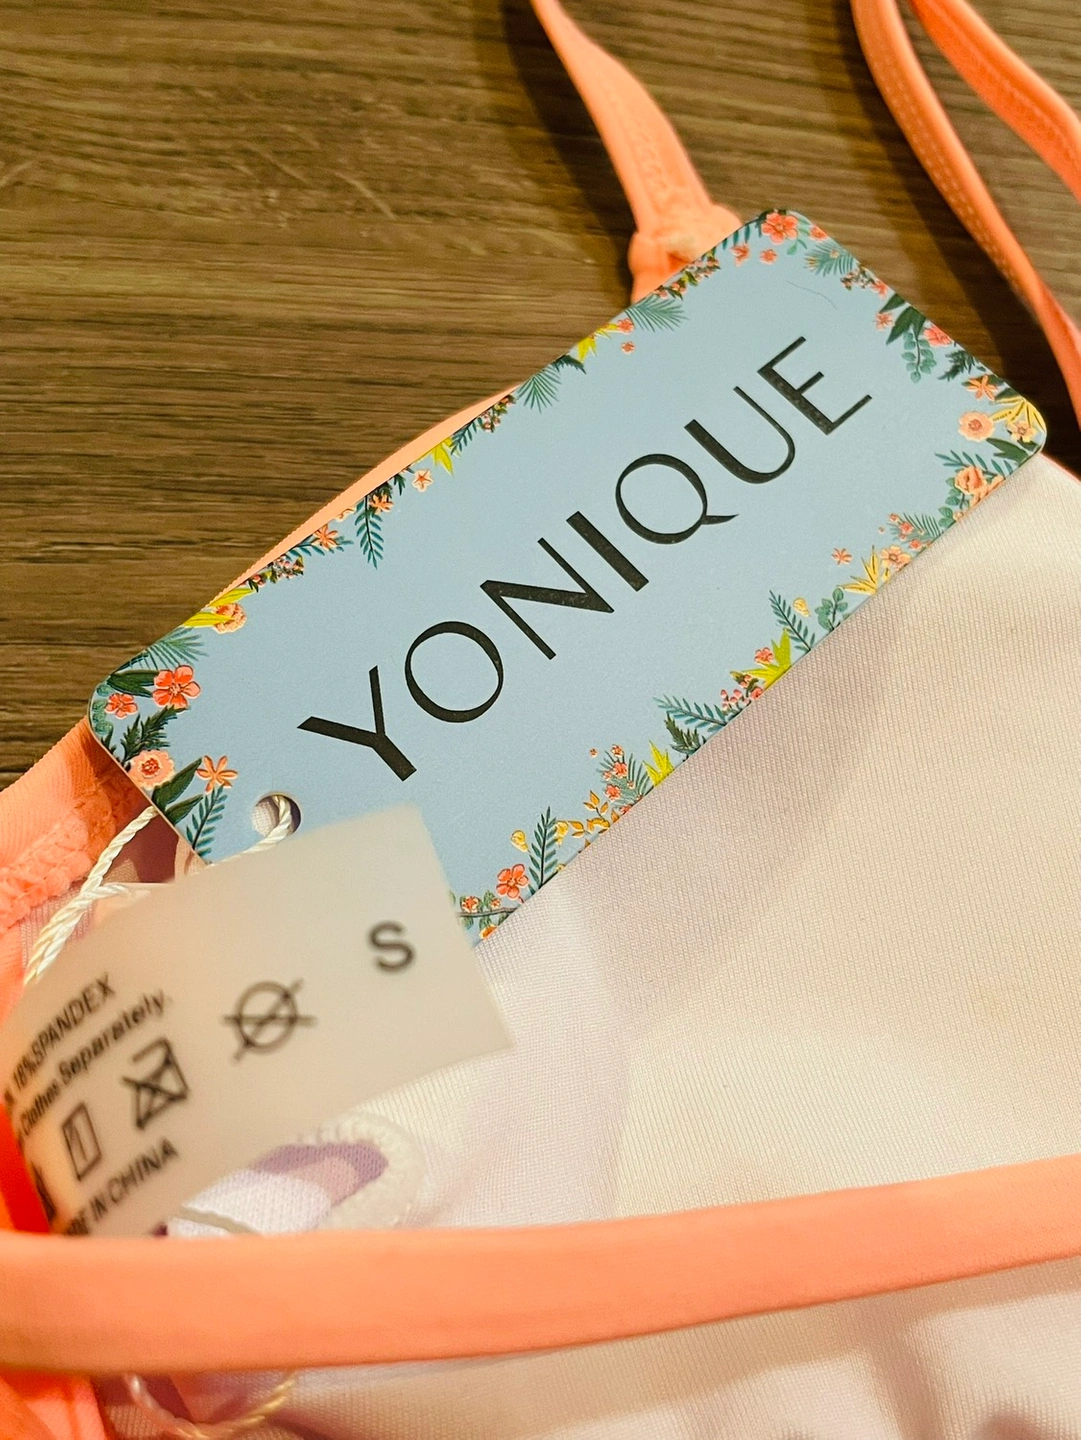 YONIQUE
S
18%SPANDEX
Clothes Separately.
IN CHINA